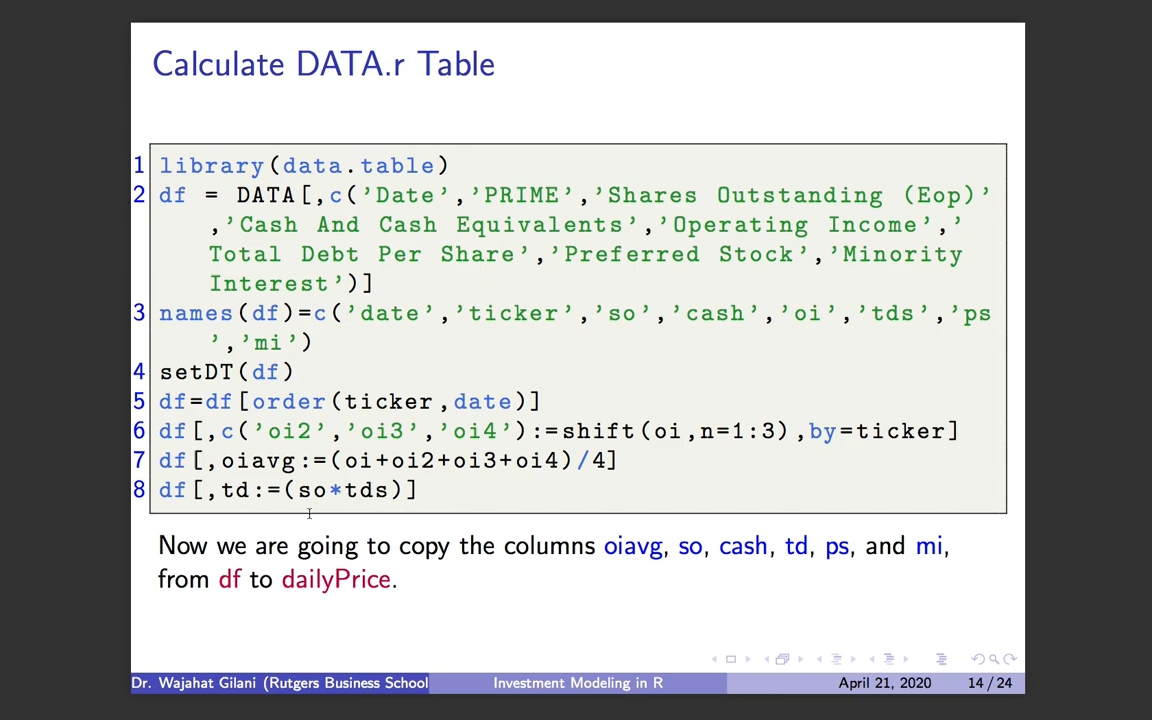 Calculate DATA.r Table
1 library(data.table)
2 df = DATA[,c('Date','PRIME','Shares Outstanding (Eop)'
,'Cash And Cash Equivalents','Operating Income','
Total Debt Per Share','Preferred Stock','Minority
Interest')]
3 names(df)=c('date','ticker','so','cash','oi','tds','ps
','mi')
4 setDT(df)
5 df=df[order(ticker,date)]
6 df[,c('oi2','oi3','oi4'):=shift(oi,n=1:3),by=ticker]
7 df[,oiavg:=(oi+oi2+oi3+oi4)/4]
8 df[,td:=(so*tds)]
Now we are going to copy the columns oiavg, so, cash, td, ps, and mi,
from df to dailyPrice.
Dr. Wajahat Gilani (Rutgers Business School Investment Modeling in R April 21, 2020 14 / 24